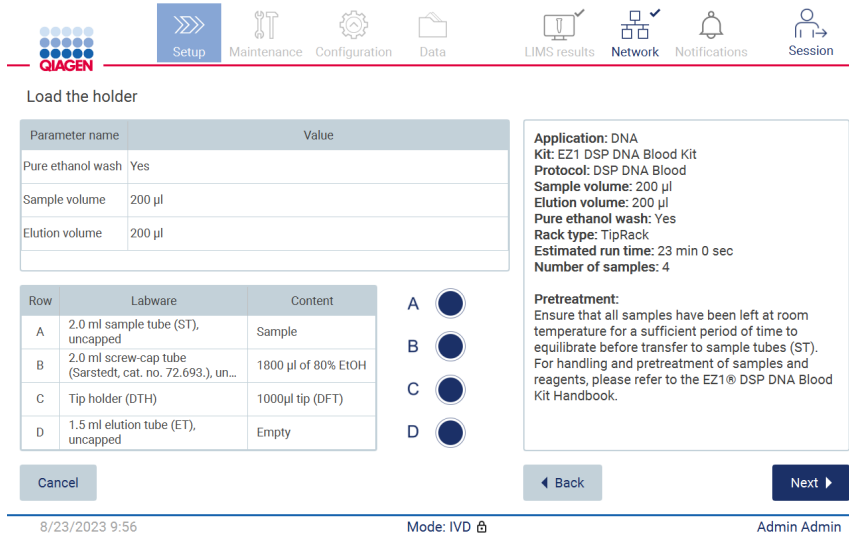 QIAGEN
Setup
Maintenance
Configuration
Data
LIMS results
Network
Notifications
Session
Load the holder
Parameter name Value
Pure ethanol wash Yes
Sample volume 200 µl
Elution volume 200 µl
Row Labware Content
A 2.0 ml sample tube (ST), uncapped Sample
B 2.0 ml screw-cap tube (Sarstedt, cat. no. 72.693.), un... 1800 µl of 80% EtOH
C Tip holder (DTH) 1000µl tip (DFT)
D 1.5 ml elution tube (ET), uncapped Empty
A
B
C
D
Application: DNA
Kit: EZ1 DSP DNA Blood Kit
Protocol: DSP DNA Blood
Sample volume: 200 µl
Elution volume: 200 µl
Pure ethanol wash: Yes
Rack type: TipRack
Estimated run time: 23 min 0 sec
Number of samples: 4
Pretreatment:
Ensure that all samples have been left at room
temperature for a sufficient period of time to
equilibrate before transfer to sample tubes (ST).
For handling and pretreatment of samples and
reagents, please refer to the EZ1® DSP DNA Blood
Kit Handbook.
Cancel
Back
Next
8/23/2023 9:56
Mode: IVD
Admin Admin